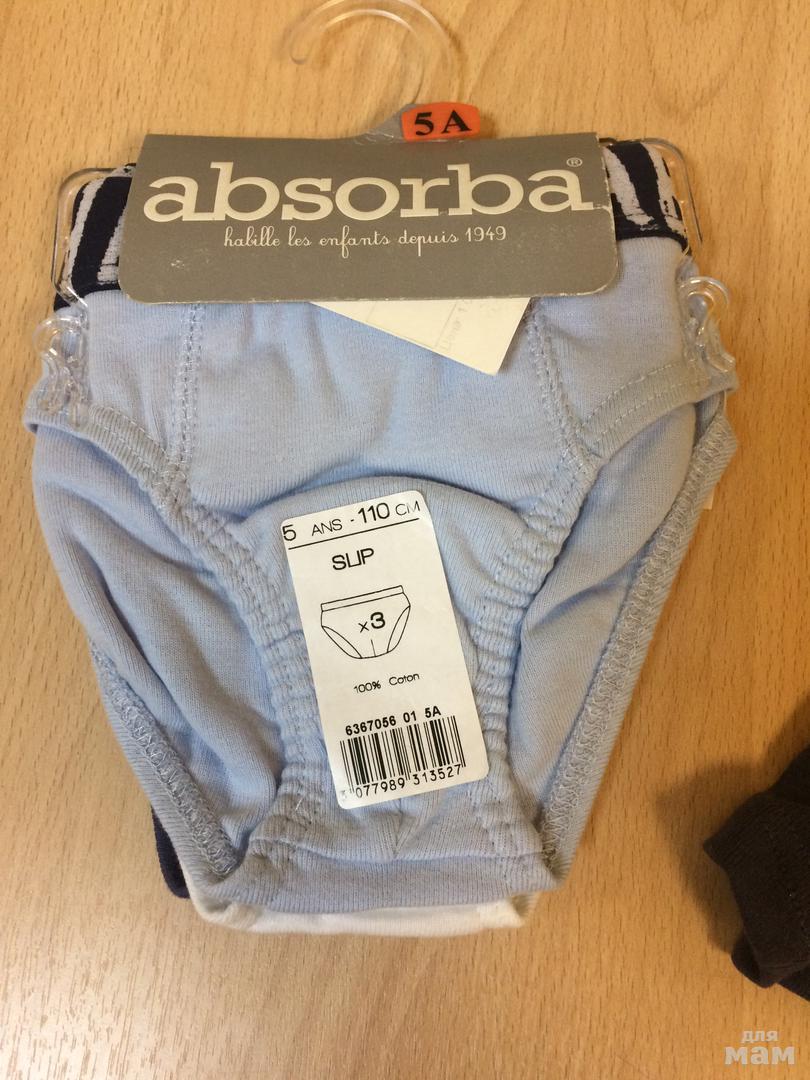 5 A
absorba®
habille les enfants depuis 1949
5 ANS - 110 CM
SLIP
x3
100% Coton
6367056 01 5A
3 077989 313527
для
мам